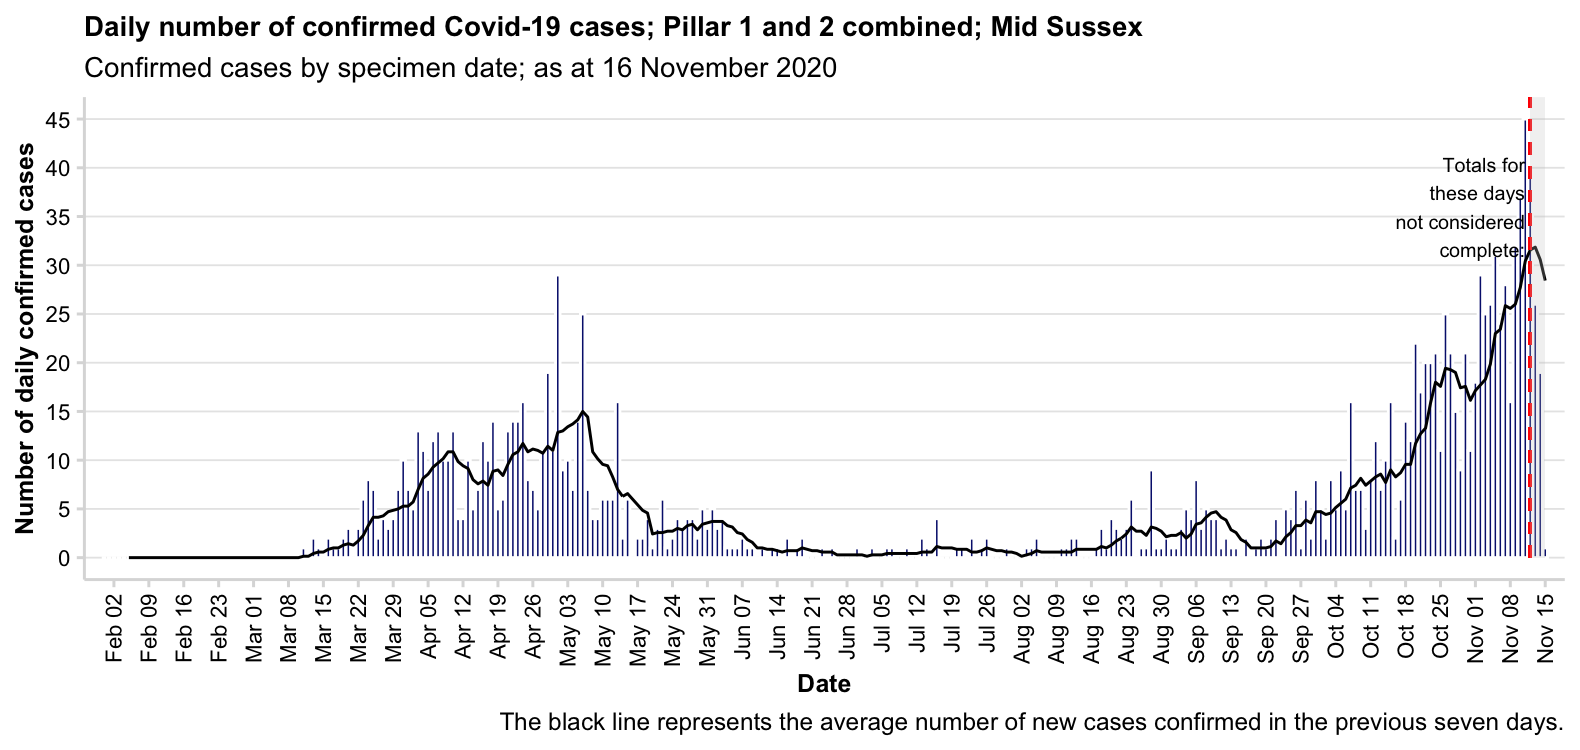 Daily number of confirmed Covid-19 cases; Pillar 1 and 2 combined; Mid Sussex
Confirmed cases by specimen date; as at 16 November 2020
Number of daily confirmed cases
45
40
35
30
25
20
15
10
5
0
Totals for
these days
not considered
complete.
Feb 02
Feb 09
Feb 16
Feb 23
Mar 01
Mar 08
Mar 15
Mar 22
Mar 29
Apr 05
Apr 12
Apr 19
Apr 26
May 03
May 10
May 17
May 24
May 31
Jun 07
Jun 14
Jun 21
Jun 28
Jul 05
Jul 12
Jul 19
Jul 26
Aug 02
Aug 09
Aug 16
Aug 23
Aug 30
Sep 06
Sep 13
Sep 20
Sep 27
Oct 04
Oct 11
Oct 18
Oct 25
Nov 01
Nov 08
Nov 15
Date
The black line represents the average number of new cases confirmed in the previous seven days.